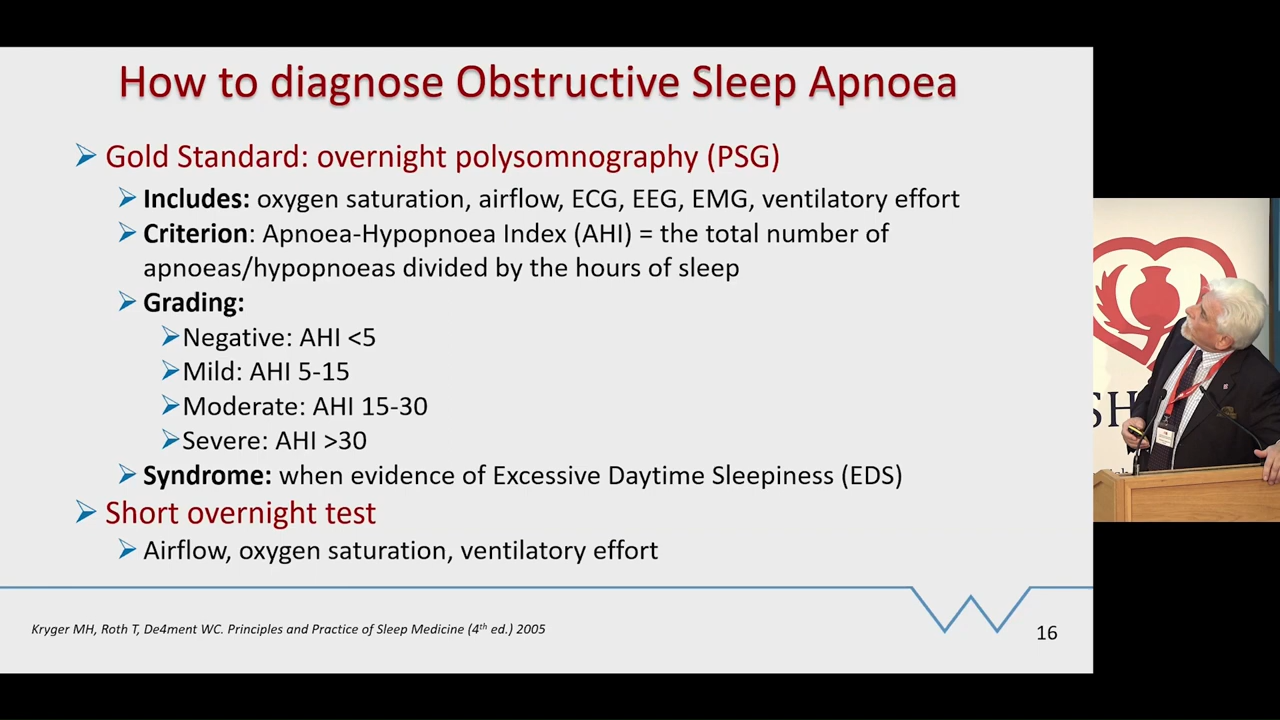 How to diagnose Obstructive Sleep Apnoea
Gold Standard: overnight polysomnography (PSG)
Includes: oxygen saturation, airflow, ECG, EEG, EMG, ventilatory effort
Criterion: Apnoea-Hypopnoea Index (AHI) = the total number of
apnoeas/hypopnoeas divided by the hours of sleep
Grading:
Negative: AHI <5
Mild: AHI 5-15
Moderate: AHI 15-30
Severe: AHI >30
Syndrome: when evidence of Excessive Daytime Sleepiness (EDS)
Short overnight test
Airflow, oxygen saturation, ventilatory effort
Kryger MH, Roth T, De4ment WC. Principles and Practice of Sleep Medicine (4th ed.) 2005
16
SH